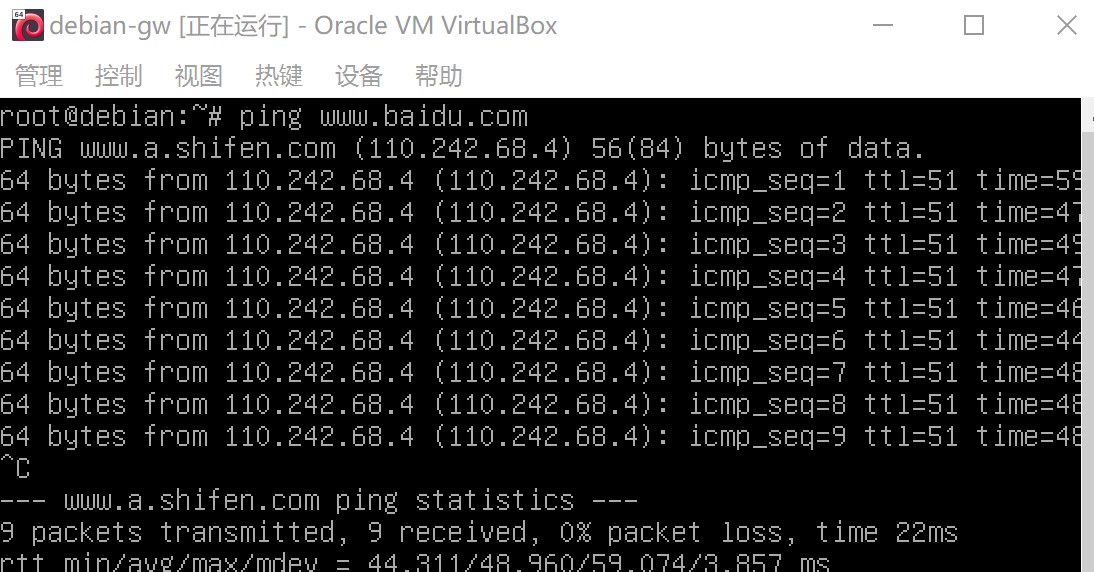 debian-gw [正在运行] - Oracle VM VirtualBox
管理 控制 视图 热键 设备 帮助
root@debian:~# ping www.baidu.com
PING www.a.shifen.com (110.242.68.4) 56(84) bytes of data.
64 bytes from 110.242.68.4 (110.242.68.4): icmp_seq=1 ttl=51 time=59
64 bytes from 110.242.68.4 (110.242.68.4): icmp_seq=2 ttl=51 time=47
64 bytes from 110.242.68.4 (110.242.68.4): icmp_seq=3 ttl=51 time=49
64 bytes from 110.242.68.4 (110.242.68.4): icmp_seq=4 ttl=51 time=47
64 bytes from 110.242.68.4 (110.242.68.4): icmp_seq=5 ttl=51 time=46
64 bytes from 110.242.68.4 (110.242.68.4): icmp_seq=6 ttl=51 time=44
64 bytes from 110.242.68.4 (110.242.68.4): icmp_seq=7 ttl=51 time=48
64 bytes from 110.242.68.4 (110.242.68.4): icmp_seq=8 ttl=51 time=48
64 bytes from 110.242.68.4 (110.242.68.4): icmp_seq=9 ttl=51 time=48
^C
--- www.a.shifen.com ping statistics ---
9 packets transmitted, 9 received, 0% packet loss, time 22ms
rtt min/avg/max/mdev = 44.311/48.960/59.074/3.857 ms